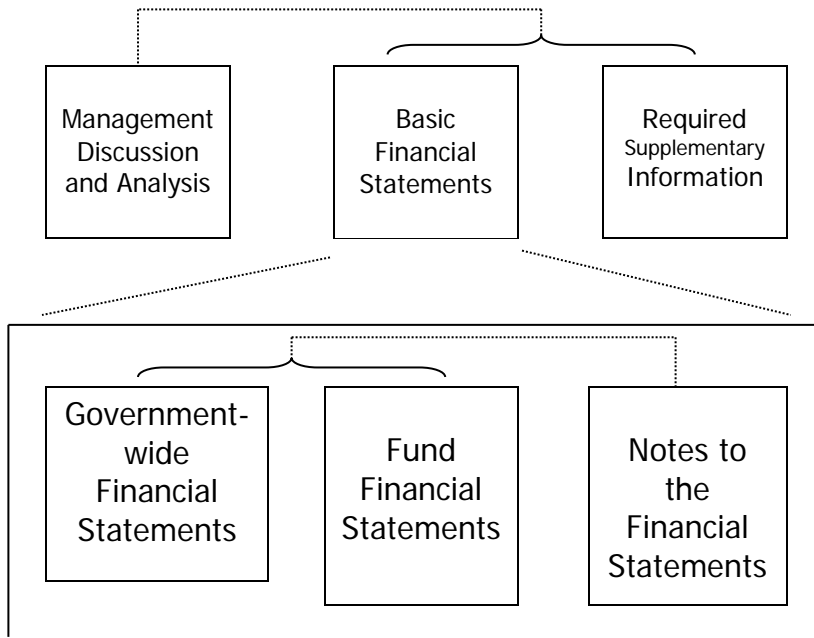 Management
Discussion
and Analysis
Basic
Financial
Statements
Required
Supplementary
Information
Government-
wide
Financial
Statements
Fund
Financial
Statements
Notes to
the
Financial
Statements